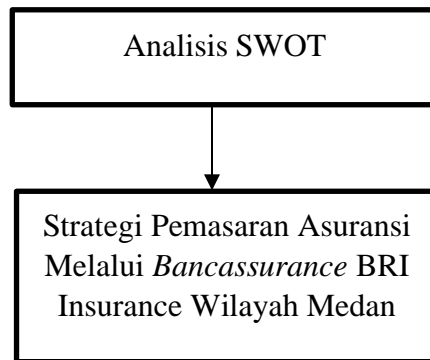 Analisis SWOT
Strategi Pemasaran Asuransi
Melalui Bancassurance BRI
Insurance Wilayah Medan